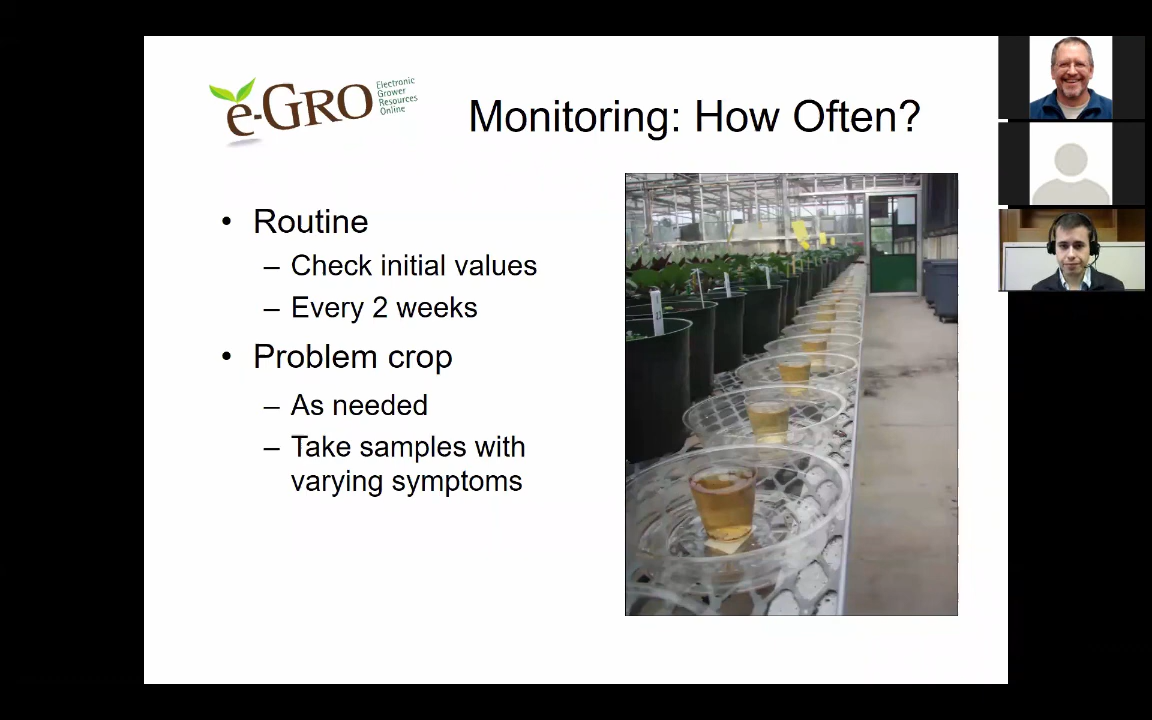 e-GRO
Electronic
Grower
Resources
Online
Monitoring: How Often?
• Routine
– Check initial values
– Every 2 weeks
• Problem crop
– As needed
– Take samples with
varying symptoms